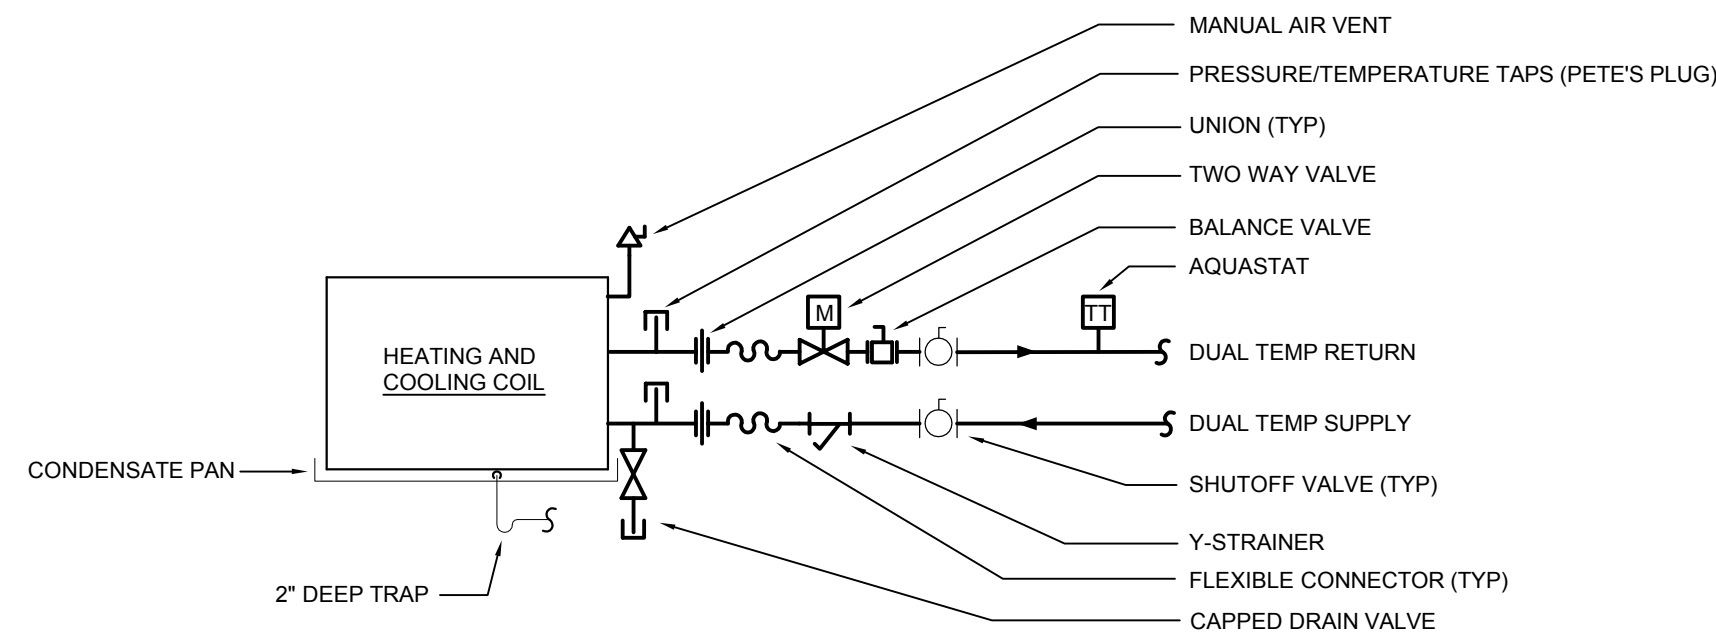 MANUAL AIR VENT
PRESSURE/TEMPERATURE TAPS (PETE'S PLUG)
UNION (TYP)
TWO WAY VALVE
BALANCE VALVE
AQUASTAT
M
TT
HEATING AND
COOLING COIL
DUAL TEMP RETURN
DUAL TEMP SUPPLY
CONDENSATE PAN
SHUTOFF VALVE (TYP)
Y-STRAINER
FLEXIBLE CONNECTOR (TYP)
2" DEEP TRAP
CAPPED DRAIN VALVE